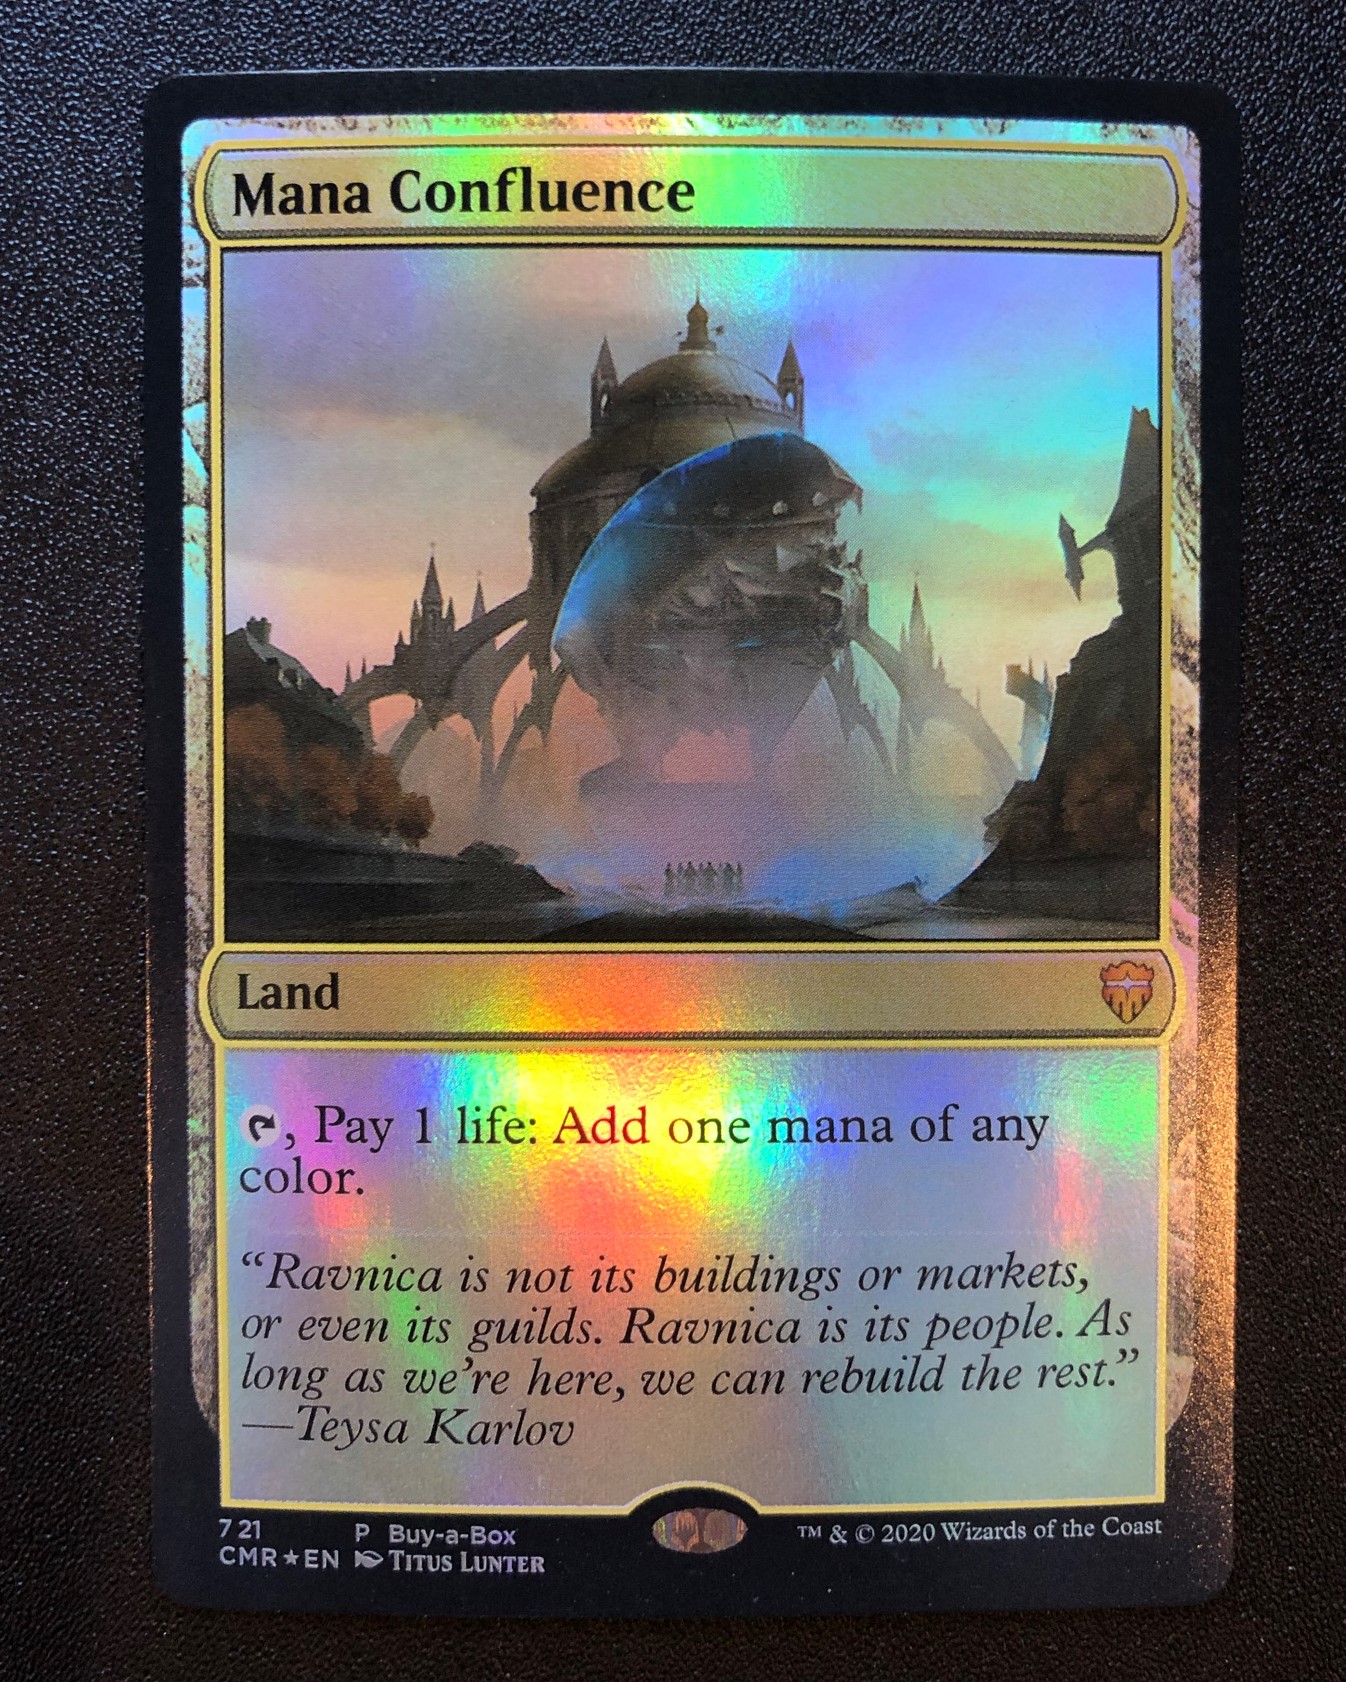 Mana Confluence
Land
, Pay 1 life: Add one mana of any
color.
“Ravnica is not its buildings or markets,
or even its guilds. Ravnica is its people. As
long as we’re here, we can rebuild the rest.”
—Teysa Karlov
721 P Buy-a-Box
CMR★EN TITUS LUNTER
™ & © 2020 Wizards of the Coast